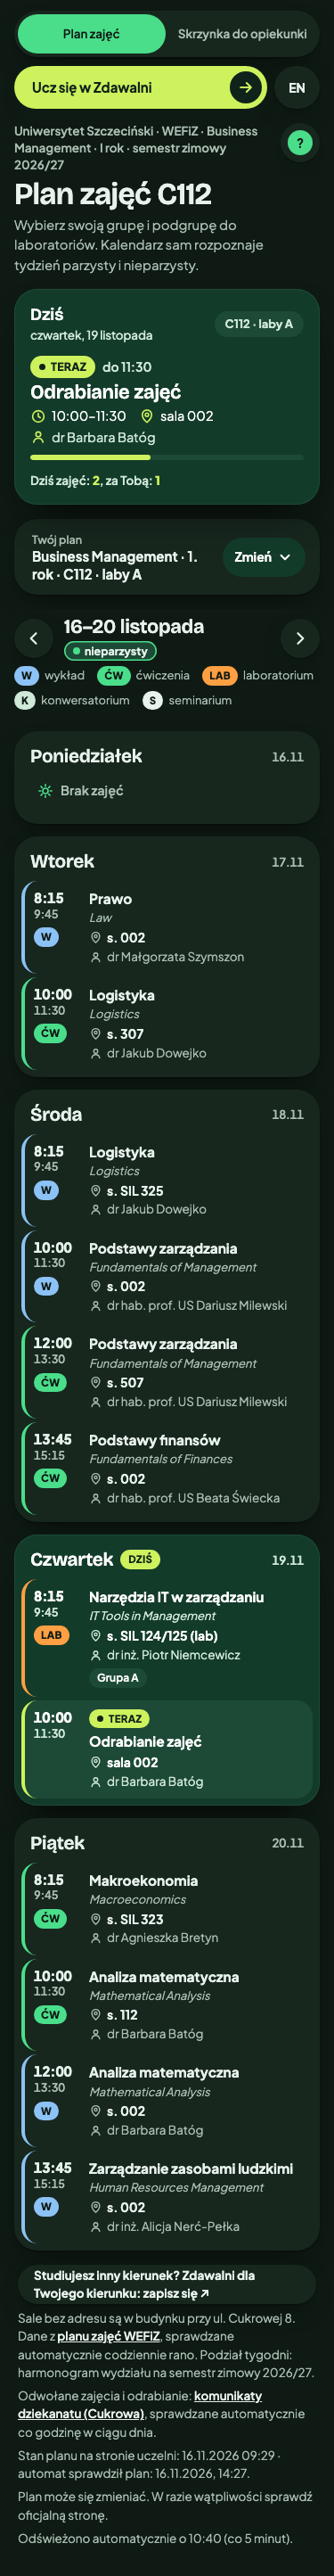 Plan zajęć
Skrzynka do opiekunki
Ucz się w Zdawalni
EN
Uniwersytet Szczeciński · WEFiZ · Business
Management · I rok · semestr zimowy
2026/27
?
Plan zajęć C112
Wybierz swoją grupę i podgrupę do
laboratoriów. Kalendarz sam rozpoznaje
tydzień parzysty i nieparzysty.
Dziś
czwartek, 19 listopada
C112 · laby A
TERAZ do 11:30
Odrabianie zajęć
10:00–11:30 sala 002
dr Barbara Batóg
Dziś zajęć: 2, za Tobą: 1
Twój plan
Business Management · 1.
rok · C112 · laby A
Zmień
16–20 listopada
nieparzysty
W wykład ĆW ćwiczenia LAB laboratorium
K konwersatorium S seminarium
Poniedziałek 16.11
Brak zajęć
Wtorek 17.11
8:15 Prawo
9:45 Law
W s. 002
dr Małgorzata Szymszon
10:00 Logistyka
11:30 Logistics
ĆW s. 307
dr Jakub Dowejko
Środa 18.11
8:15 Logistyka
9:45 Logistics
W s. SIL 325
dr Jakub Dowejko
10:00 Podstawy zarządzania
11:30 Fundamentals of Management
W s. 002
dr hab. prof. US Dariusz Milewski
12:00 Podstawy zarządzania
13:30 Fundamentals of Management
ĆW s. 507
dr hab. prof. US Dariusz Milewski
13:45 Podstawy finansów
15:15 Fundamentals of Finances
ĆW s. 002
dr hab. prof. US Beata Świecka
Czwartek DZIŚ 19.11
8:15 Narzędzia IT w zarządzaniu
9:45 IT Tools in Management
LAB s. SIL 124/125 (lab)
dr inż. Piotr Niemcewicz
Grupa A
10:00 TERAZ
11:30 Odrabianie zajęć
sala 002
dr Barbara Batóg
Piątek 20.11
8:15 Makroekonomia
9:45 Macroeconomics
ĆW s. SIL 323
dr Agnieszka Bretyn
10:00 Analiza matematyczna
11:30 Mathematical Analysis
ĆW s. 112
dr Barbara Batóg
12:00 Analiza matematyczna
13:30 Mathematical Analysis
W s. 002
dr Barbara Batóg
13:45 Zarządzanie zasobami ludzkimi
15:15 Human Resources Management
W s. 002
dr inż. Alicja Nerć-Pełka
Studiujesz inny kierunek? Zdawalni dla
Twojego kierunku: zapisz się ↗
Sale bez adresu są w budynku przy ul. Cukrowej 8.
Dane z planu zajęć WEFiZ, sprawdzane
automatycznie codziennie rano. Podział tygodni:
harmonogram wydziału na semestr zimowy 2026/27.
Odwołane zajęcia i odrabianie: komunikaty
dziekanatu (Cukrowa), sprawdzane automatycznie
co godzinę w ciągu dnia.
Stan planu na stronie uczelni: 16.11.2026 09:29 ·
automat sprawdził plan: 16.11.2026, 14:27.
Plan może się zmieniać. W razie wątpliwości sprawdź
oficjalną stronę.
Odświeżono automatycznie o 10:40 (co 5 minut).